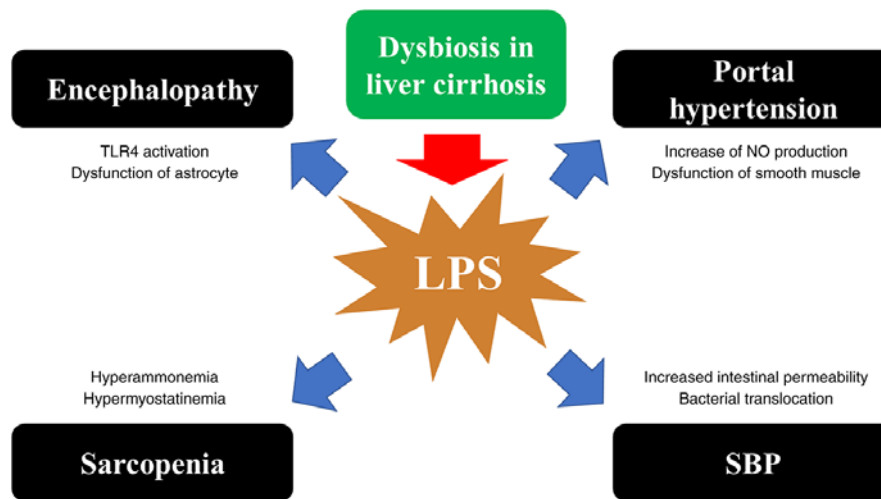 Dysbiosis in
liver cirrhosis
Encephalopathy
TLR4 activation
Dysfunction of astrocyte
Portal
hypertension
Increase of NO production
Dysfunction of smooth muscle
LPS
Hyperammonemia
Hypermyostatinemia
Sarcopenia
Increased intestinal permeability
Bacterial translocation
SBP